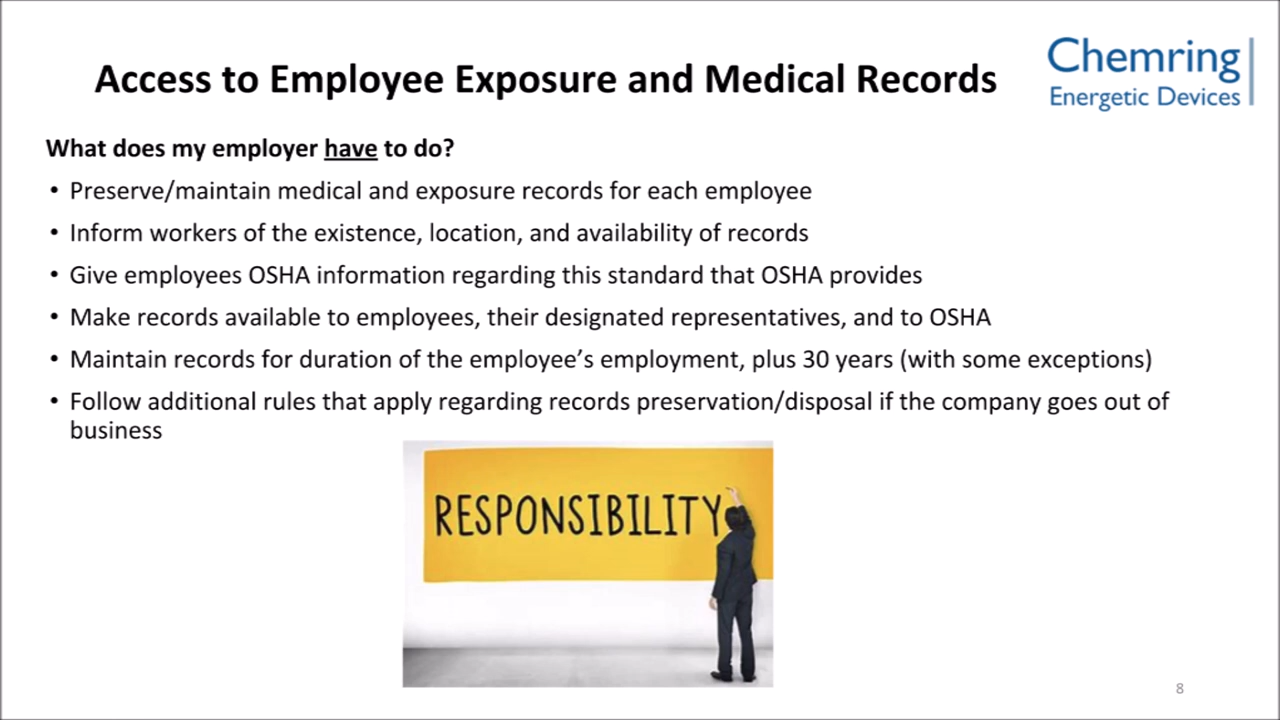 Access to Employee Exposure and Medical Records
Chemring
Energetic Devices
What does my employer have to do?
• Preserve/maintain medical and exposure records for each employee
• Inform workers of the existence, location, and availability of records
• Give employees OSHA information regarding this standard that OSHA provides
• Make records available to employees, their designated representatives, and to OSHA
• Maintain records for duration of the employee’s employment, plus 30 years (with some exceptions)
• Follow additional rules that apply regarding records preservation/disposal if the company goes out of
business
RESPONSIBILITY
8